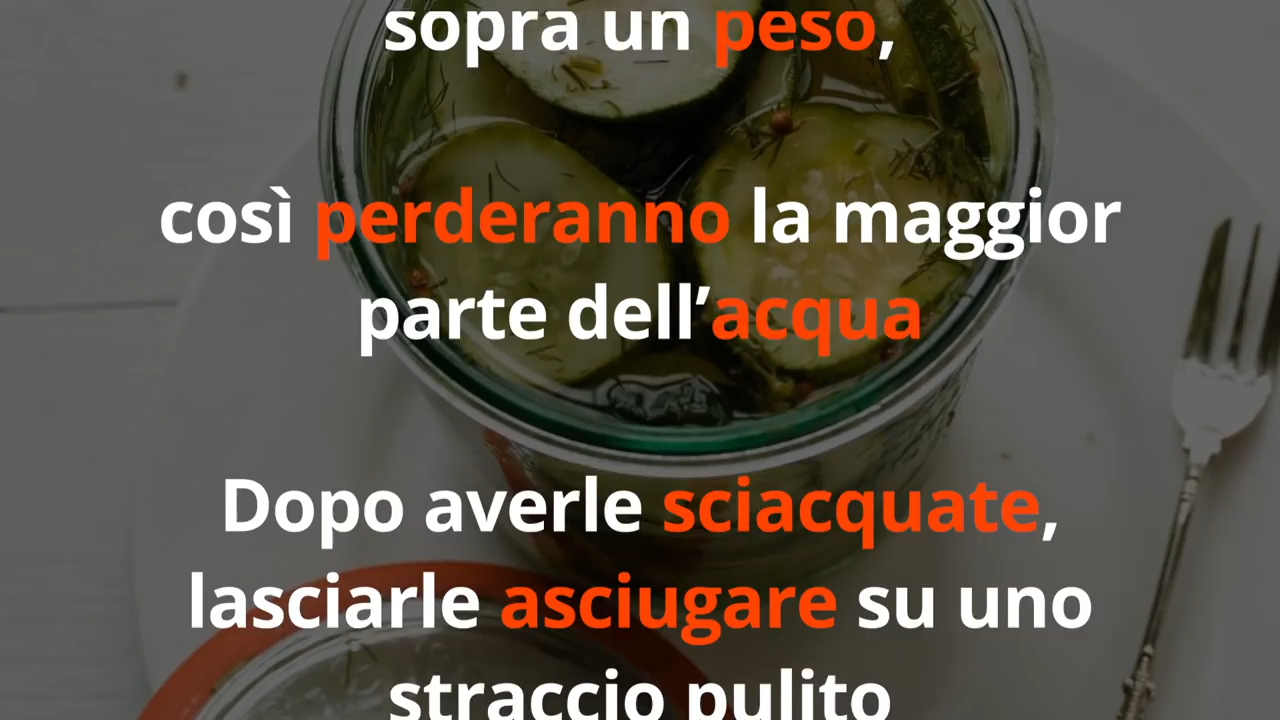 sopra un peso,
così perderanno la maggior
parte dell’acqua
Dopo averle sciacquate,
lasciarle asciugare su uno
straccio pulito